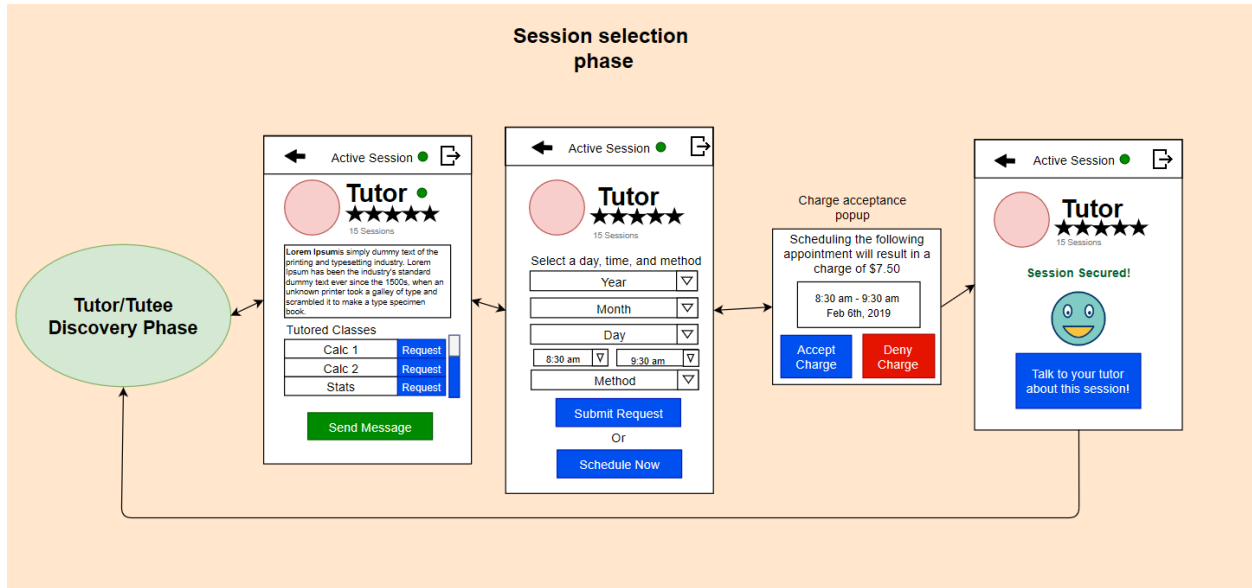 Session selection
phase
Tutor/Tutee
Discovery Phase
Active Session
Tutor
15 Sessions
Lorem Ipsumis simply dummy text of the
printing and typesetting industry. Lorem
Ipsum has been the industry's standard
dummy text ever since the 1500s, when an
unknown printer took a galley of type and
scrambled it to make a type specimen
book.
Tutored Classes
Calc 1 Request
Calc 2 Request
Stats Request
Send Message
Active Session
Tutor
15 Sessions
Select a day, time, and method
Year
Month
Day
8:30 am 9:30 am
Method
Submit Request
Or
Schedule Now
Charge acceptance
popup
Scheduling the following
appointment will result in a
charge of $7.50
8:30 am - 9:30 am
Feb 6th, 2019
Accept
Charge
Deny
Charge
Active Session
Tutor
15 Sessions
Session Secured!
Talk to your tutor
about this session!